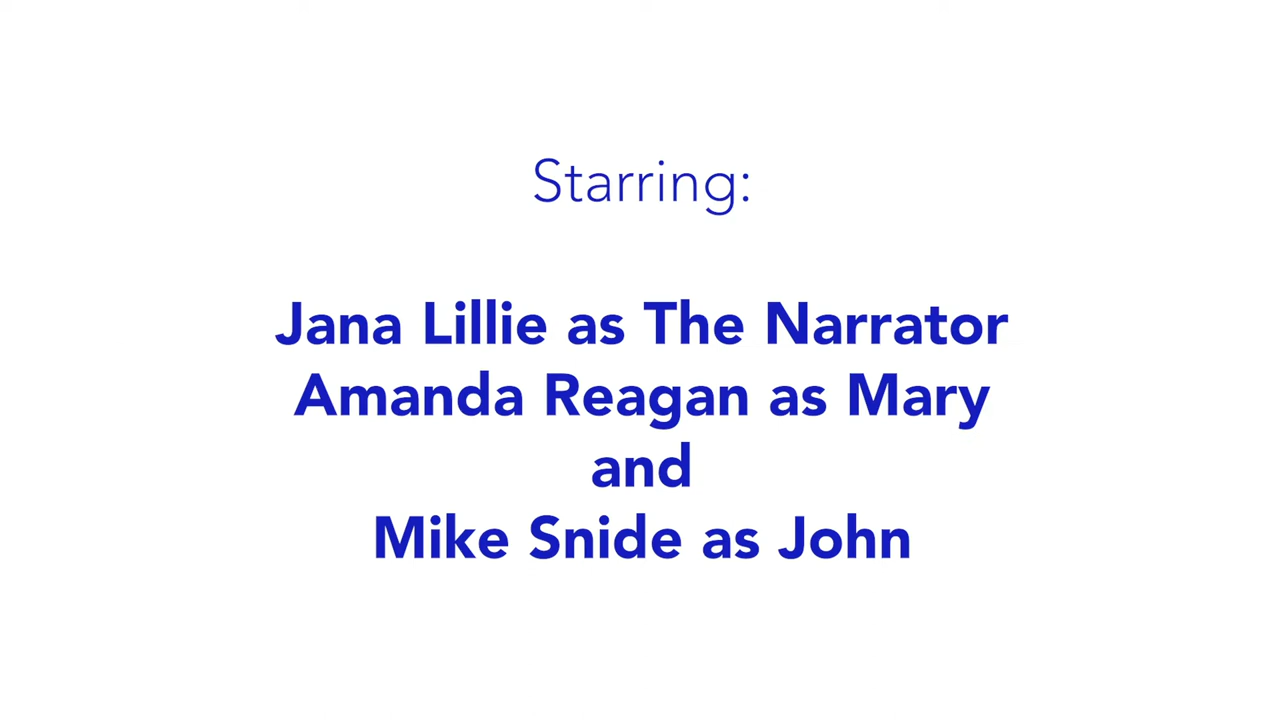 Starring:
Jana Lillie as The Narrator
Amanda Reagan as Mary
and
Mike Snide as John